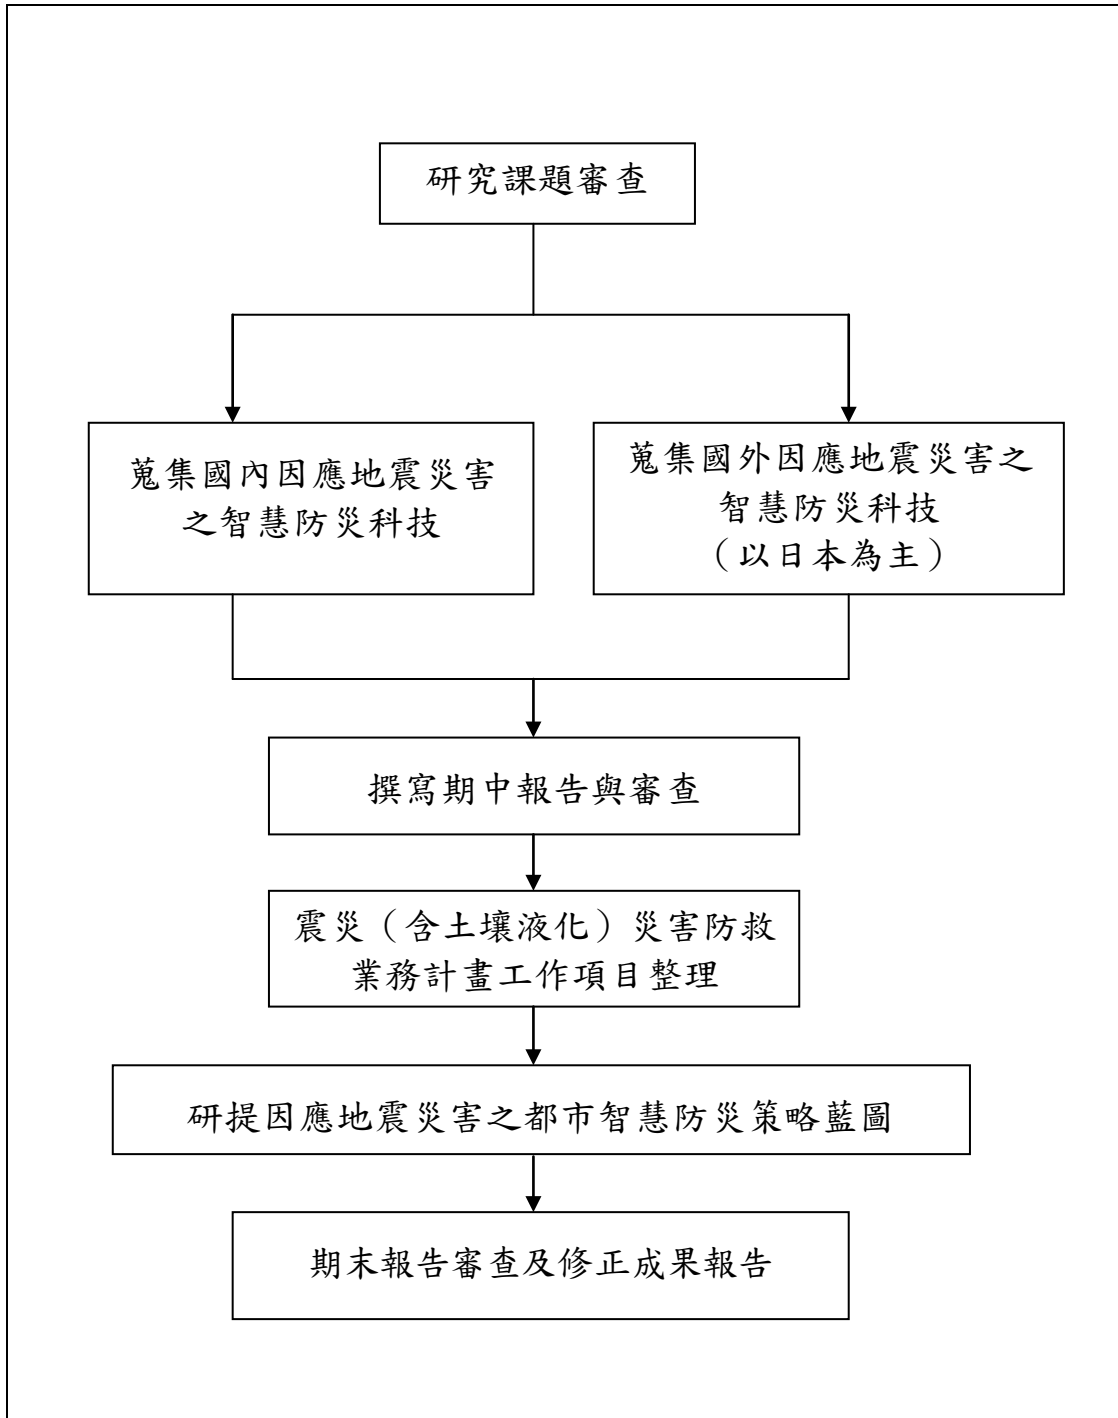 研究課題審查
蒐集國內因應地震災害
之智慧防災科技
蒐集國外因應地震災害之
智慧防災科技
（以日本為主）
撰寫期中報告與審查
震災（含土壤液化）災害防救
業務計畫工作項目整理
研提因應地震災害之都市智慧防災策略藍圖
期末報告審查及修正成果報告